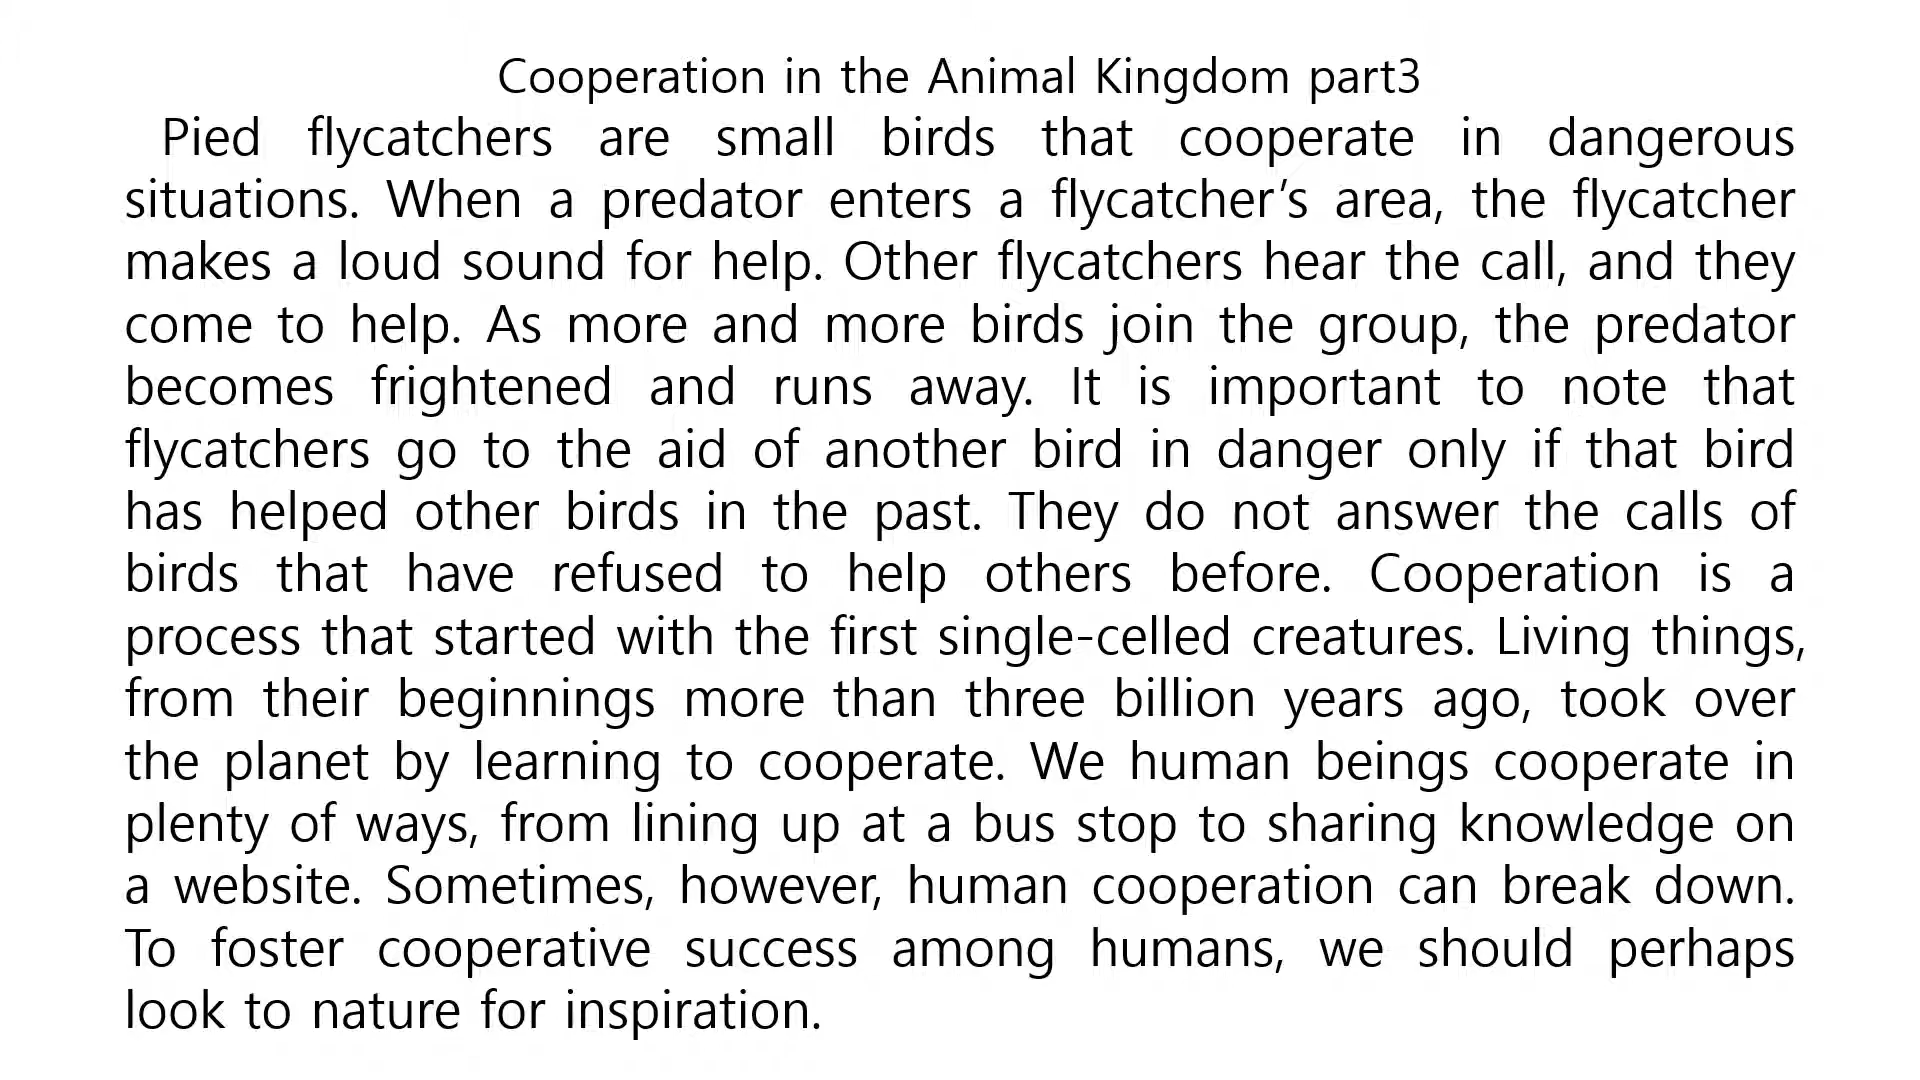 Cooperation in the Animal Kingdom part3
Pied flycatchers are small birds that cooperate in dangerous
situations. When a predator enters a flycatcher’s area, the flycatcher
makes a loud sound for help. Other flycatchers hear the call, and they
come to help. As more and more birds join the group, the predator
becomes frightened and runs away. It is important to note that
flycatchers go to the aid of another bird in danger only if that bird
has helped other birds in the past. They do not answer the calls of
birds that have refused to help others before. Cooperation is a
process that started with the first single-celled creatures. Living things,
from their beginnings more than three billion years ago, took over
the planet by learning to cooperate. We human beings cooperate in
plenty of ways, from lining up at a bus stop to sharing knowledge on
a website. Sometimes, however, human cooperation can break down.
To foster cooperative success among humans, we should perhaps
look to nature for inspiration.